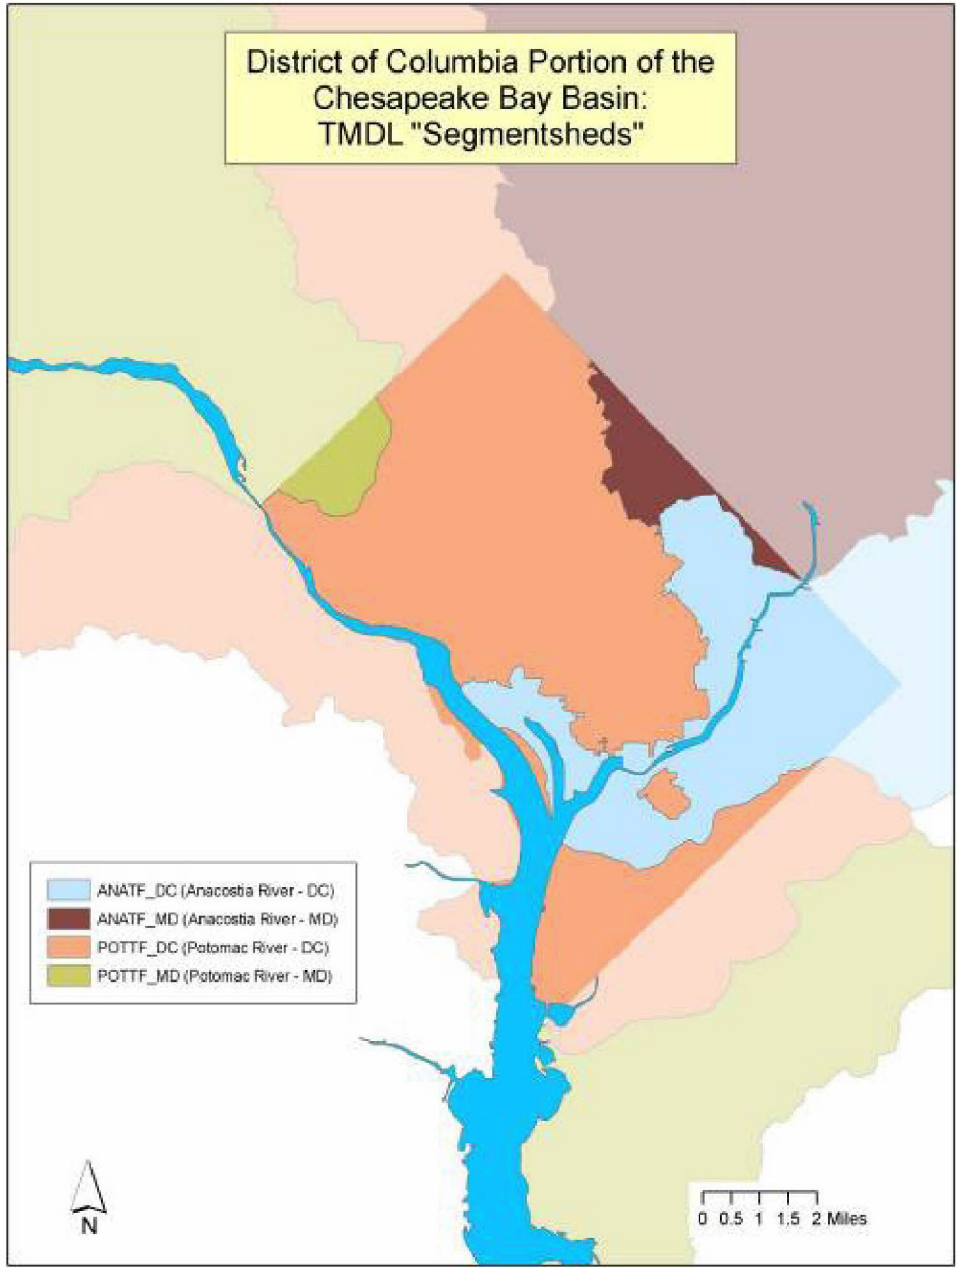 District of Columbia Portion of the
Chesapeake Bay Basin:
TMDL "Segmentsheds"
ANATF_DC (Anacostia River - DC)
ANATF_MD (Anacostia River - MD)
POTTF_DC (Potomac River - DC)
POTTF_MD (Potomac River - MD)
N
0 0.5 1 1.5 2 Miles